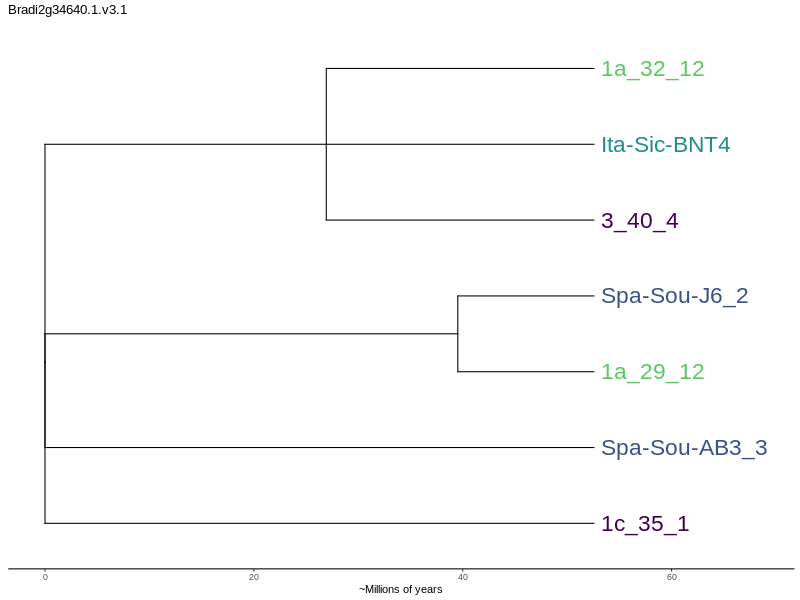 Bradi2g34640.1.v3.1
1a_32_12
Ita-Sic-BNT4
3_40_4
Spa-Sou-J6_2
1a_29_12
Spa-Sou-AB3_3
1c_35_1
0 20 40 60
~Millions of years